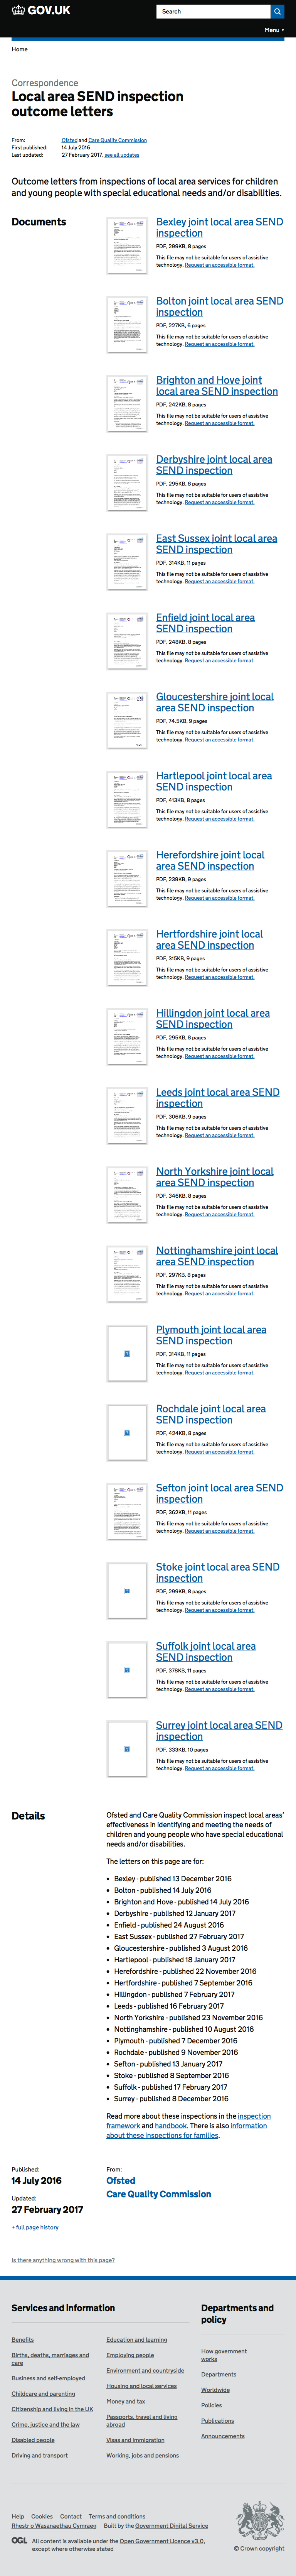 GOV.UK
Search
Menu
Home
Correspondence
Local area SEND inspection
outcome letters
From: Ofsted and Care Quality Commission
First published: 14 July 2016
Last updated: 27 February 2017, see all updates
Outcome letters from inspections of local area services for children
and young people with special educational needs and/or disabilities.
Documents
Bexley joint local area SEND
inspection
PDF, 299KB, 8 pages
This file may not be suitable for users of assistive
technology. Request an accessible format.
Bolton joint local area SEND
inspection
PDF, 227KB, 6 pages
This file may not be suitable for users of assistive
technology. Request an accessible format.
Brighton and Hove joint
local area SEND inspection
PDF, 242KB, 8 pages
This file may not be suitable for users of assistive
technology. Request an accessible format.
Derbyshire joint local area
SEND inspection
PDF, 295KB, 8 pages
This file may not be suitable for users of assistive
technology. Request an accessible format.
East Sussex joint local area
SEND inspection
PDF, 314KB, 11 pages
This file may not be suitable for users of assistive
technology. Request an accessible format.
Enfield joint local area
SEND inspection
PDF, 248KB, 8 pages
This file may not be suitable for users of assistive
technology. Request an accessible format.
Gloucestershire joint local
area SEND inspection
PDF, 74.5KB, 9 pages
This file may not be suitable for users of assistive
technology. Request an accessible format.
Hartlepool joint local area
SEND inspection
PDF, 413KB, 8 pages
This file may not be suitable for users of assistive
technology. Request an accessible format.
Herefordshire joint local
area SEND inspection
PDF, 239KB, 9 pages
This file may not be suitable for users of assistive
technology. Request an accessible format.
Hertfordshire joint local
area SEND inspection
PDF, 315KB, 9 pages
This file may not be suitable for users of assistive
technology. Request an accessible format.
Hillingdon joint local area
SEND inspection
PDF, 295KB, 8 pages
This file may not be suitable for users of assistive
technology. Request an accessible format.
Leeds joint local area SEND
inspection
PDF, 306KB, 9 pages
This file may not be suitable for users of assistive
technology. Request an accessible format.
North Yorkshire joint local
area SEND inspection
PDF, 346KB, 8 pages
This file may not be suitable for users of assistive
technology. Request an accessible format.
Nottinghamshire joint local
area SEND inspection
PDF, 297KB, 8 pages
This file may not be suitable for users of assistive
technology. Request an accessible format.
Plymouth joint local area
SEND inspection
PDF, 314KB, 11 pages
This file may not be suitable for users of assistive
technology. Request an accessible format.
Rochdale joint local area
SEND inspection
PDF, 424KB, 8 pages
This file may not be suitable for users of assistive
technology. Request an accessible format.
Sefton joint local area SEND
inspection
PDF, 362KB, 11 pages
This file may not be suitable for users of assistive
technology. Request an accessible format.
Stoke joint local area SEND
inspection
PDF, 299KB, 8 pages
This file may not be suitable for users of assistive
technology. Request an accessible format.
Suffolk joint local area
SEND inspection
PDF, 378KB, 11 pages
This file may not be suitable for users of assistive
technology. Request an accessible format.
Surrey joint local area SEND
inspection
PDF, 333KB, 10 pages
This file may not be suitable for users of assistive
technology. Request an accessible format.
Details
Ofsted and Care Quality Commission inspect local areas'
effectiveness in identifying and meeting the needs of
children and young people who have special educational
needs and/or disabilities.
The letters on this page are for:
• Bexley - published 13 December 2016
• Bolton - published 14 July 2016
• Brighton and Hove - published 14 July 2016
• Derbyshire - published 12 January 2017
• Enfield - published 24 August 2016
• East Sussex - published 27 February 2017
• Gloucestershire - published 3 August 2016
• Hartlepool - published 18 January 2017
• Herefordshire - published 22 November 2016
• Hertfordshire - published 7 September 2016
• Hillingdon - published 7 February 2017
• Leeds - published 16 February 2017
• North Yorkshire - published 23 November 2016
• Nottinghamshire - published 10 August 2016
• Plymouth - published 7 December 2016
• Rochdale - published 9 November 2016
• Sefton - published 13 January 2017
• Stoke - published 8 September 2016
• Suffolk - published 17 February 2017
• Surrey - published 8 December 2016
Read more about these inspections in the inspection
framework and handbook. There is also information
about these inspections for families.
Published:
14 July 2016
Updated:
27 February 2017
+ full page history
From:
Ofsted
Care Quality Commission
Is there anything wrong with this page?
Services and information
Benefits
Births, deaths, marriages and
care
Business and self-employed
Childcare and parenting
Citizenship and living in the UK
Crime, justice and the law
Disabled people
Driving and transport
Education and learning
Employing people
Environment and countryside
Housing and local services
Money and tax
Passports, travel and living
abroad
Visas and immigration
Working, jobs and pensions
Departments and
policy
How government
works
Departments
Worldwide
Policies
Publications
Announcements
Help Cookies Contact Terms and conditions
Rhestr o Wasanaethau Cymraeg Built by the Government Digital Service
OGL All content is available under the Open Government Licence v3.0,
except where otherwise stated
© Crown copyright